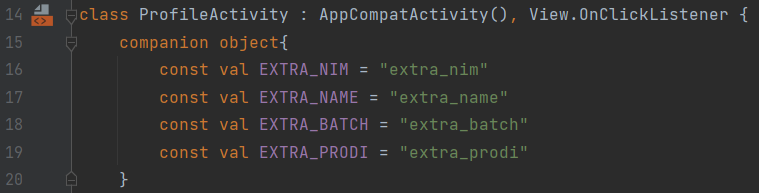 14 class ProfileActivity : AppCompatActivity(), View.OnClickListener {
15 companion object{
16 const val EXTRA_NIM = "extra_nim"
17 const val EXTRA_NAME = "extra_name"
18 const val EXTRA_BATCH = "extra_batch"
19 const val EXTRA_PRODI = "extra_prodi"
20 }